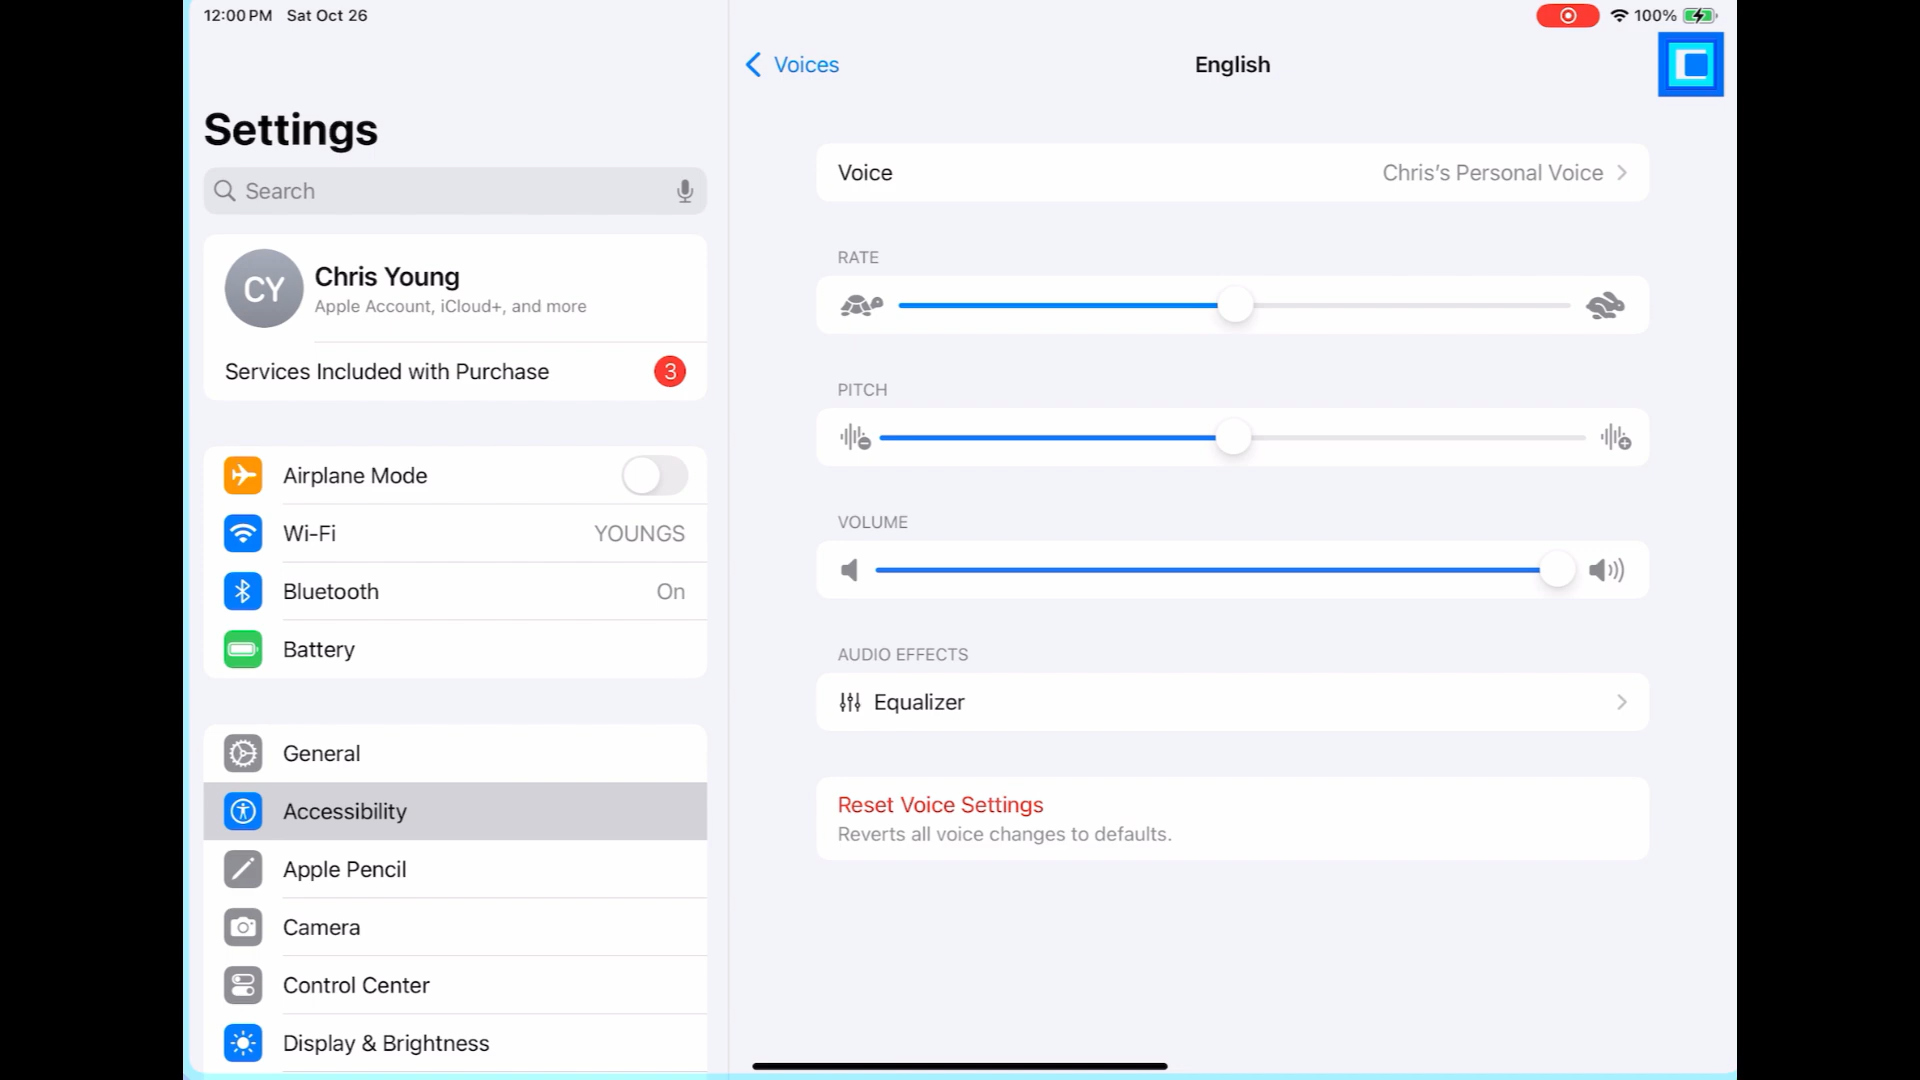 12:00 PM Sat Oct 26
100%
Settings
Search
CY
Chris Young
Apple Account, iCloud+, and more
Services Included with Purchase
3
Airplane Mode
Wi-Fi
YOUNGS
Bluetooth
On
Battery
General
Accessibility
Apple Pencil
Camera
Control Center
Display & Brightness
Voices
English
Voice
Chris's Personal Voice
RATE
PITCH
VOLUME
AUDIO EFFECTS
Equalizer
Reset Voice Settings
Reverts all voice changes to defaults.